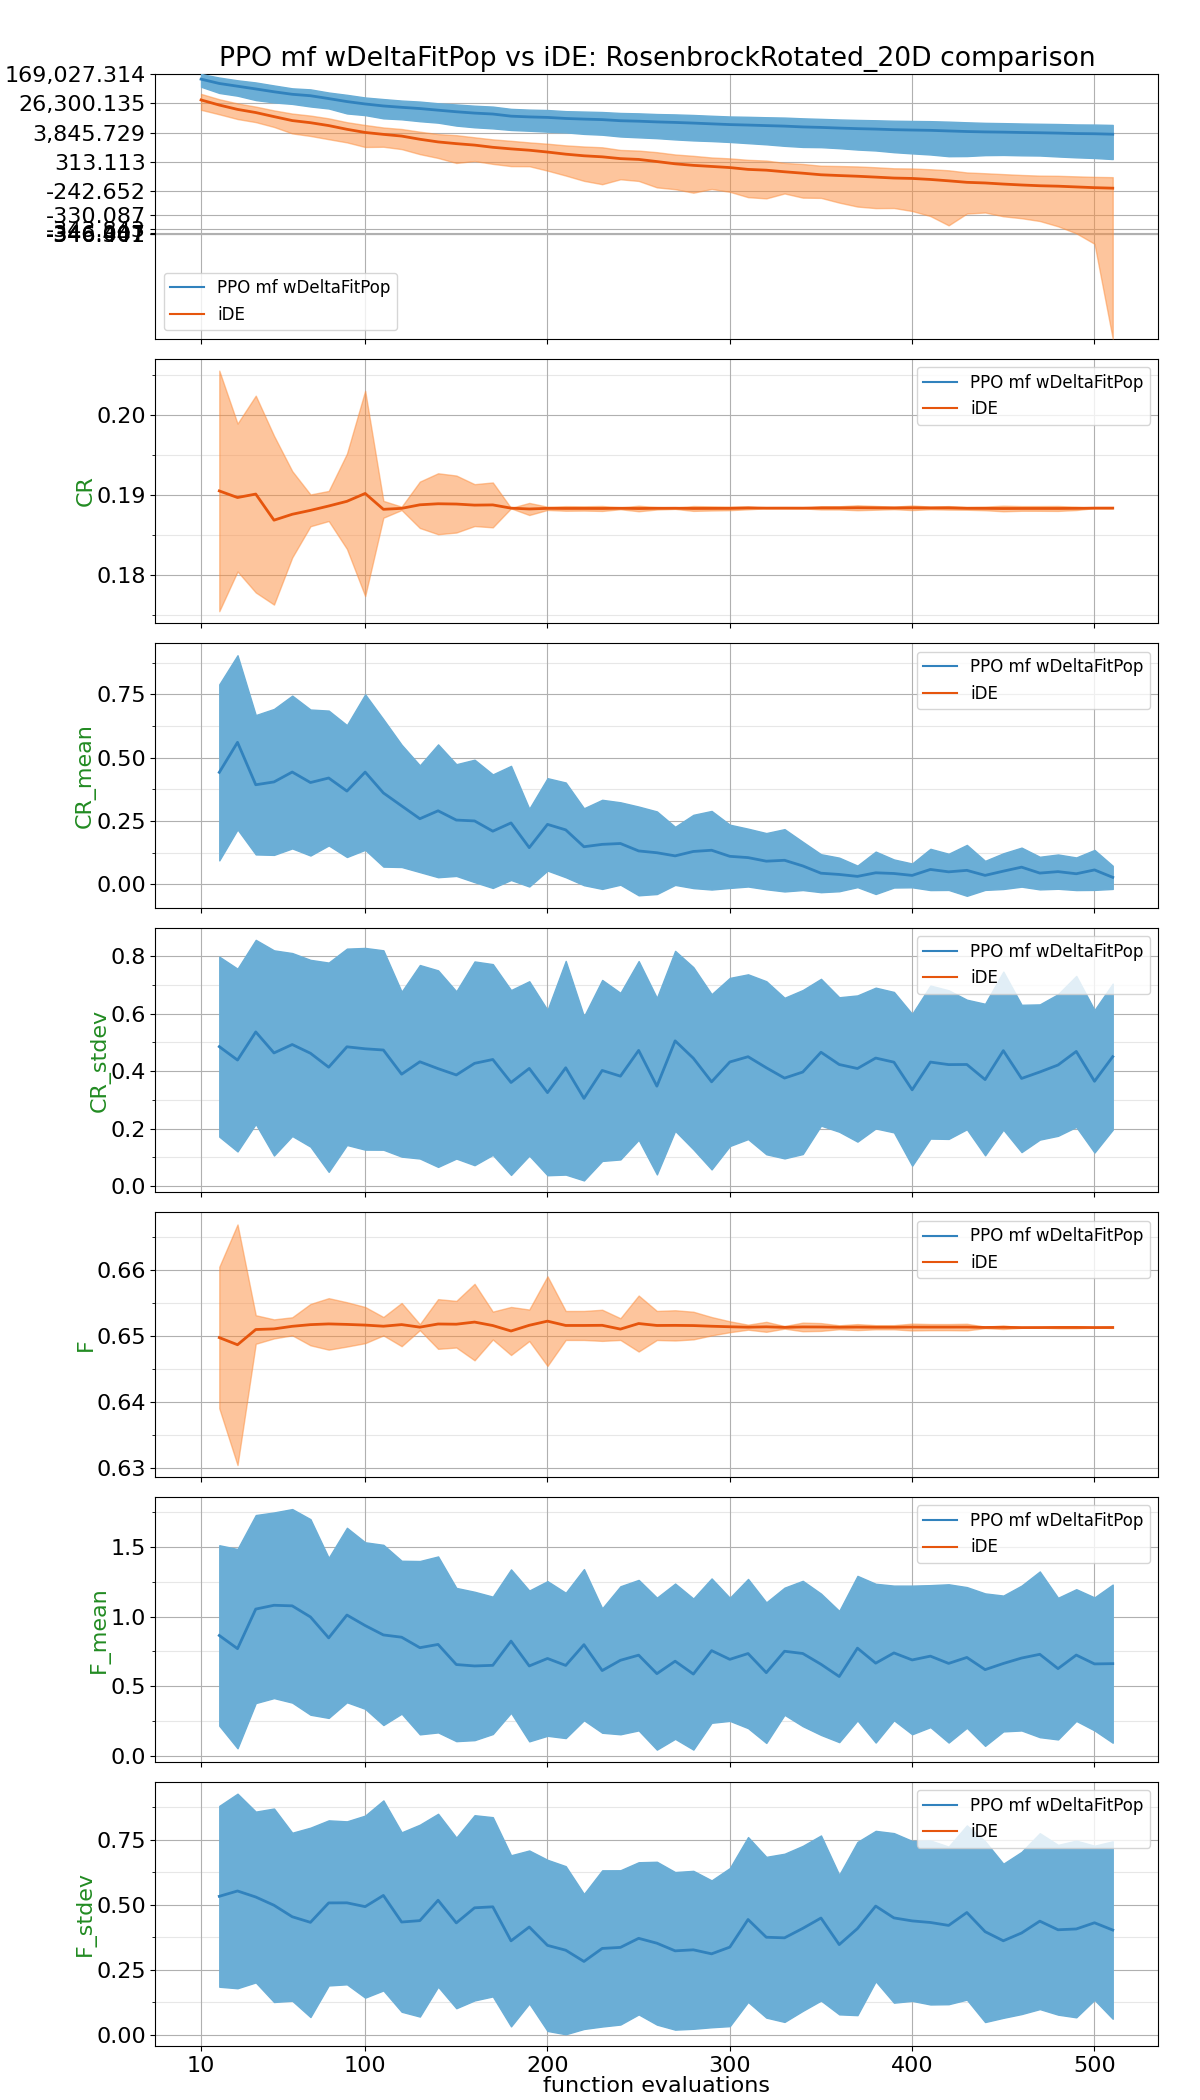 PPO mf wDeltaFitPop vs iDE: RosenbrockRotated_20D comparison
169,027.314
26,300.135
3,845.729
313.113
-242.652
-330.087
PPO mf wDeltaFitPop
iDE
PPO mf wDeltaFitPop
iDE
0.20
0.19
0.18
CR
PPO mf wDeltaFitPop
iDE
0.75
0.50
0.25
0.00
CR_mean
PPO mf wDeltaFitPop
iDE
0.8
0.6
0.4
0.2
0.0
CR_stdev
PPO mf wDeltaFitPop
iDE
0.66
0.65
0.64
0.63
F
PPO mf wDeltaFitPop
iDE
1.5
1.0
0.5
0.0
F_mean
PPO mf wDeltaFitPop
iDE
0.75
0.50
0.25
0.00
F_stdev
10 100 200 300 400 500
function evaluations